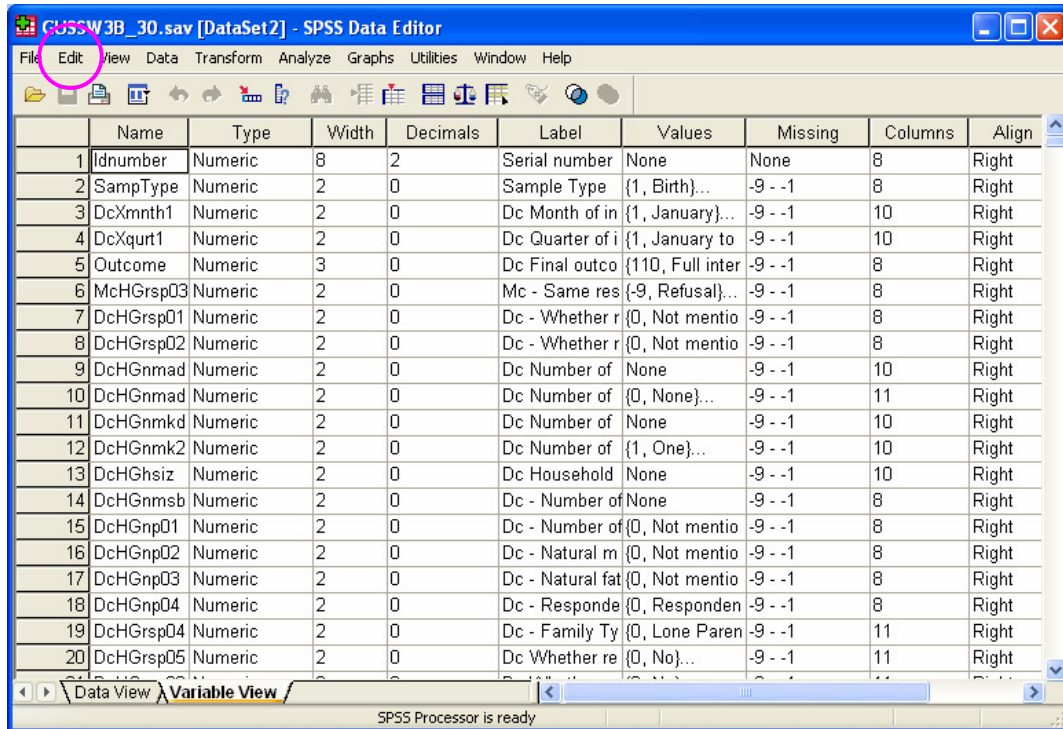 GUSSW3B_30.sav [DataSet2] - SPSS Data Editor
File Edit View Data Transform Analyze Graphs Utilities Window Help
Name Type Width Decimals Label Values Missing Columns Align
1 Idnumber Numeric 8 2 Serial number None None 8 Right
2 SampType Numeric 2 0 Sample Type {1, Birth}... -9 - -1 8 Right
3 DcXmnth1 Numeric 2 0 Dc Month of in {1, January}... -9 - -1 10 Right
4 DcXqurt1 Numeric 2 0 Dc Quarter of i {1, January to -9 - -1 10 Right
5 Outcome Numeric 3 0 Dc Final outco {110, Full inter -9 - -1 8 Right
6 McHGrsp03 Numeric 2 0 Mc - Same res {-9, Refusal}... -9 - -1 8 Right
7 DcHGrsp01 Numeric 2 0 Dc - Whether r {0, Not mentio -9 - -1 8 Right
8 DcHGrsp02 Numeric 2 0 Dc - Whether r {0, Not mentio -9 - -1 8 Right
9 DcHGnmad Numeric 2 0 Dc Number of None -9 - -1 10 Right
10 DcHGnmad Numeric 2 0 Dc Number of {0, None}... -9 - -1 11 Right
11 DcHGnmkd Numeric 2 0 Dc Number of None -9 - -1 10 Right
12 DcHGnmk2 Numeric 2 0 Dc Number of {1, One}... -9 - -1 10 Right
13 DcHGhsiz Numeric 2 0 Dc Household None -9 - -1 10 Right
14 DcHGnmsb Numeric 2 0 Dc - Number of None -9 - -1 8 Right
15 DcHGnp01 Numeric 2 0 Dc - Number of {0, Not mentio -9 - -1 8 Right
16 DcHGnp02 Numeric 2 0 Dc - Natural m {0, Not mentio -9 - -1 8 Right
17 DcHGnp03 Numeric 2 0 Dc - Natural fat {0, Not mentio -9 - -1 8 Right
18 DcHGnp04 Numeric 2 0 Dc - Responde {0, Responden -9 - -1 8 Right
19 DcHGrsp04 Numeric 2 0 Dc - Family Ty {0, Lone Paren -9 - -1 11 Right
20 DcHGrsp05 Numeric 2 0 Dc Whether re {0, No}... -9 - -1 11 Right
Data View Variable View
SPSS Processor is ready